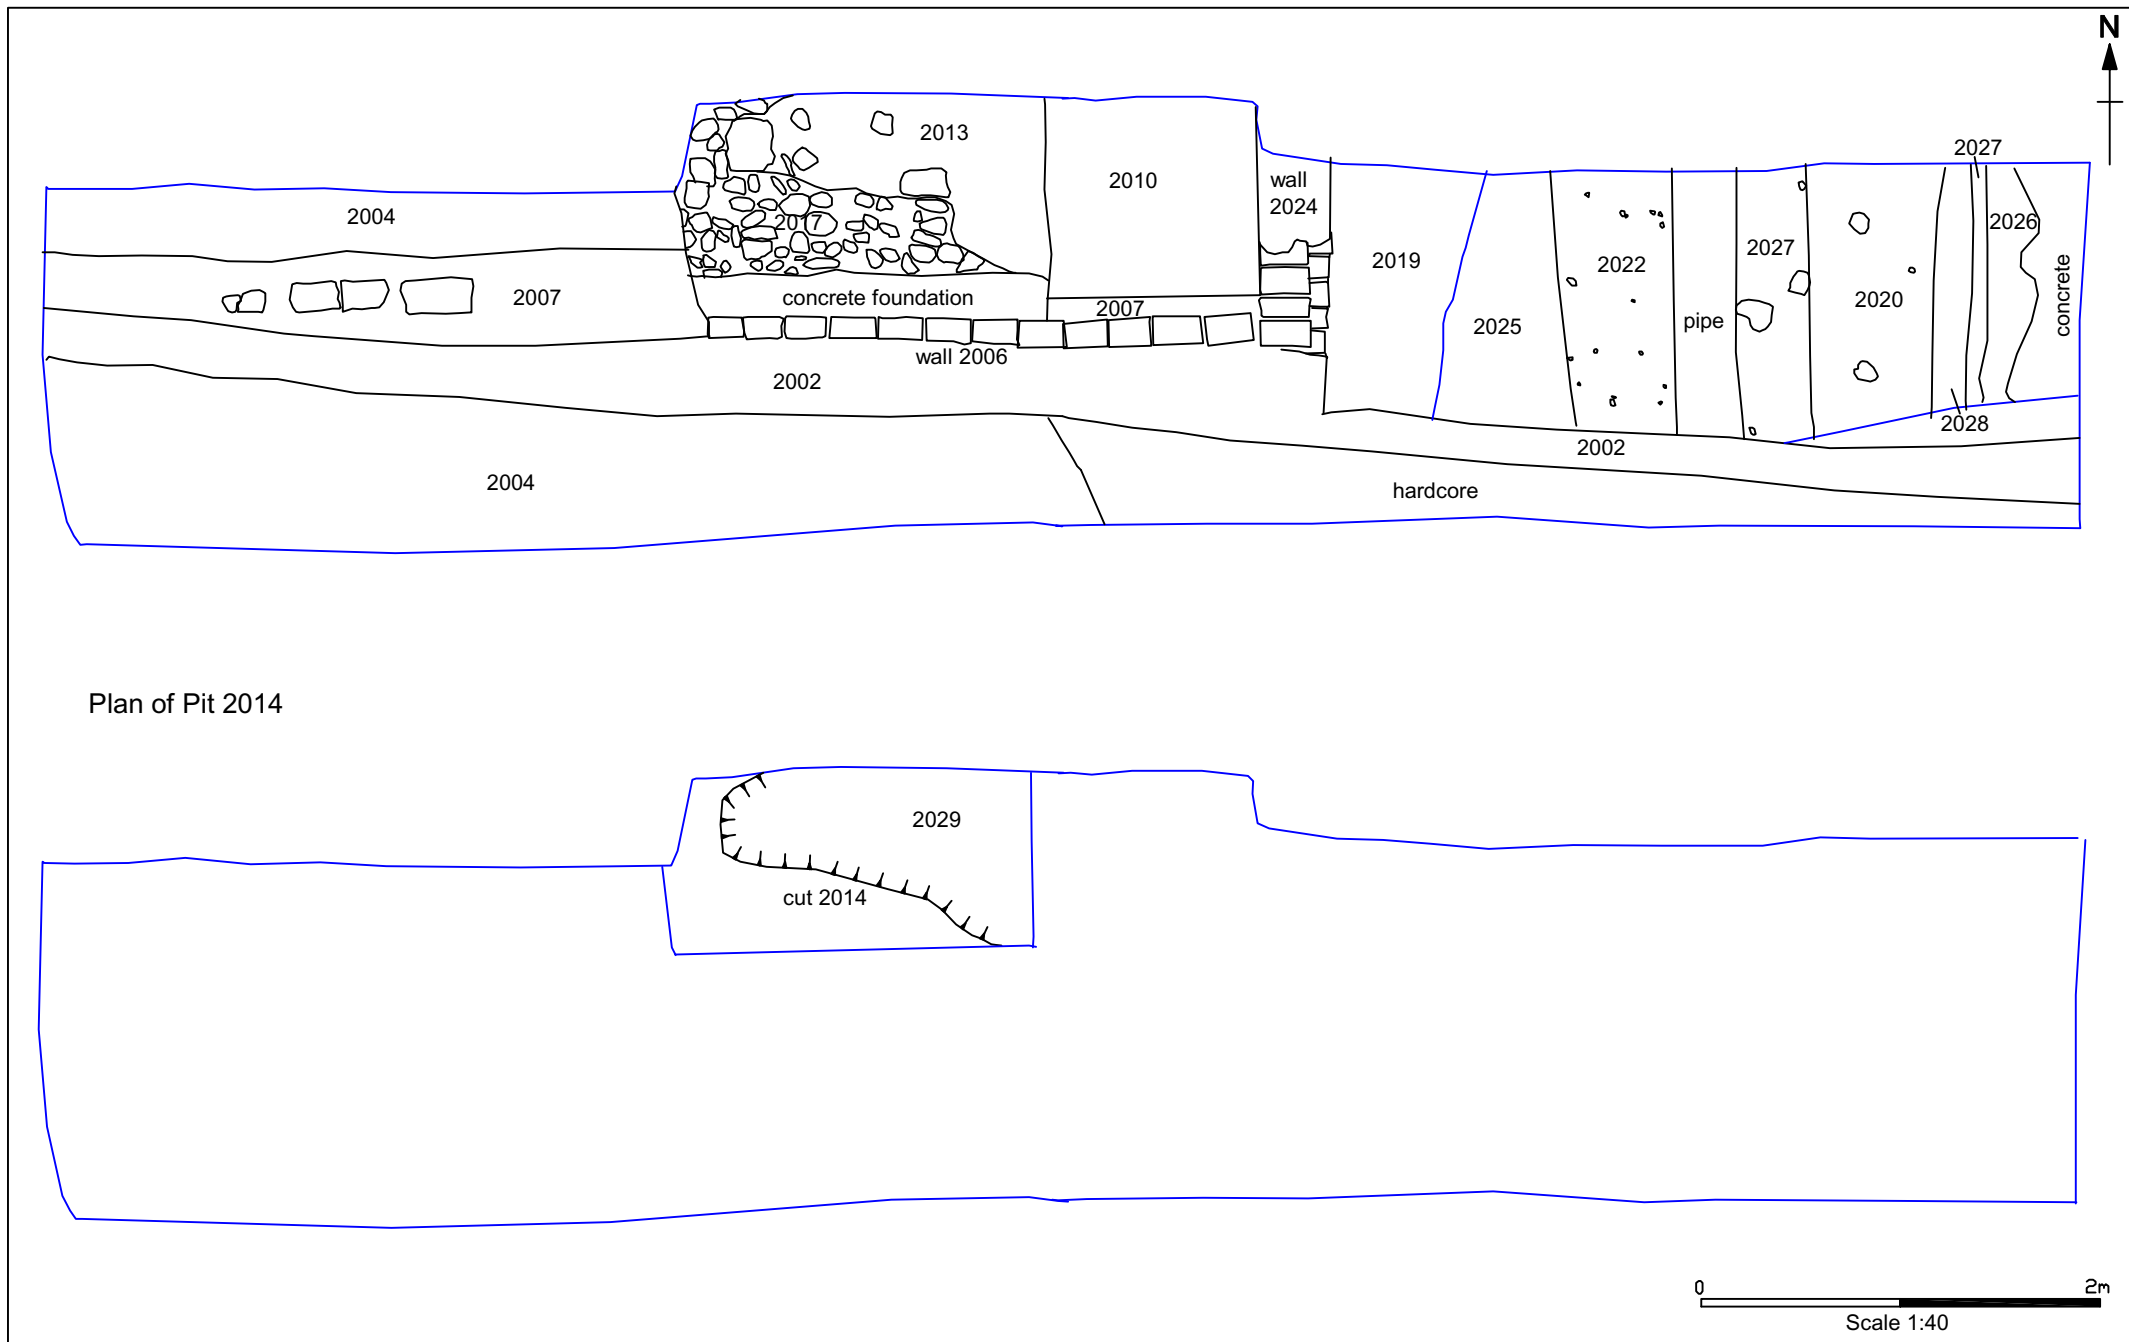 N
2027
2013
2010
wall
2024
2004
2017
2026
2019
2022
2027
2020
concrete
2007
concrete foundation
2007
2025
pipe
wall 2006
2002
2028
2002
2004
hardcore
Plan of Pit 2014
2029
cut 2014
0 2m
Scale 1:40